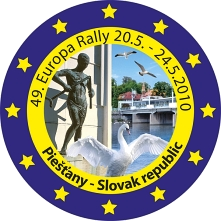 49. Europa Rally 20.5. - 24.5.2010
Piešťany - Slovak republic